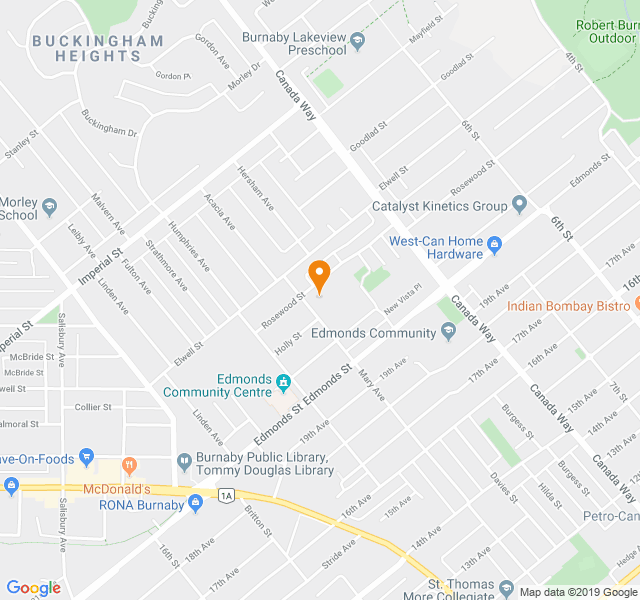 BUCKINGHAM
HEIGHTS
Gordon Ave
Gordon Pl
Morley Dr
Buckingham Dr
Burnaby Lakeview
Preschool
Mayfield St
Goodlad St
Robert Burn
Outdoor
4th St
Canada Way
Goodlad St
6th St
Stanley St
Elwell St
Rosewood St
Edmonds St
Morley
School
Malvern Ave
Leibly Ave
Acacia Ave
Hersham Ave
Humphries Ave
Strathmore Ave
Catalyst Kinetics Group
6th St
West-Can Home
Hardware
17th Ave
16th
Imperial St
Fulton Ave
Linden Ave
Rosewood St
New Vista Pl
19th Ave
Canada Way
Indian Bombay Bistro
perial St
Salisbury Ave
Elwell St
Holly St
Edmonds Community
17th Ave
McBride St
McBride St
well St
Edmonds
Community Centre
Edmonds St
Mary Ave
19th Ave
17th Ave
7th St
Collier St
almoral St
Linden Ave
Edmonds St
19th Ave
Burgess St
Canada Way
15th Ave
14th Ave
13th Ave
ave-On-Foods
McDonald's
Burnaby Public Library,
Tommy Douglas Library
1A
RONA Burnaby
Salisbury Ave
Britton St
16th Ave
15th Ave
Davies St
Hilda St
Burgess St
Canada Way
12th
Petro-Can
16th St
18th Ave
17th Ave
Stride Ave
14th Ave
13th Ave
St. Thomas
More Collegiate
Edmo
Google
Map data ©2019 Google